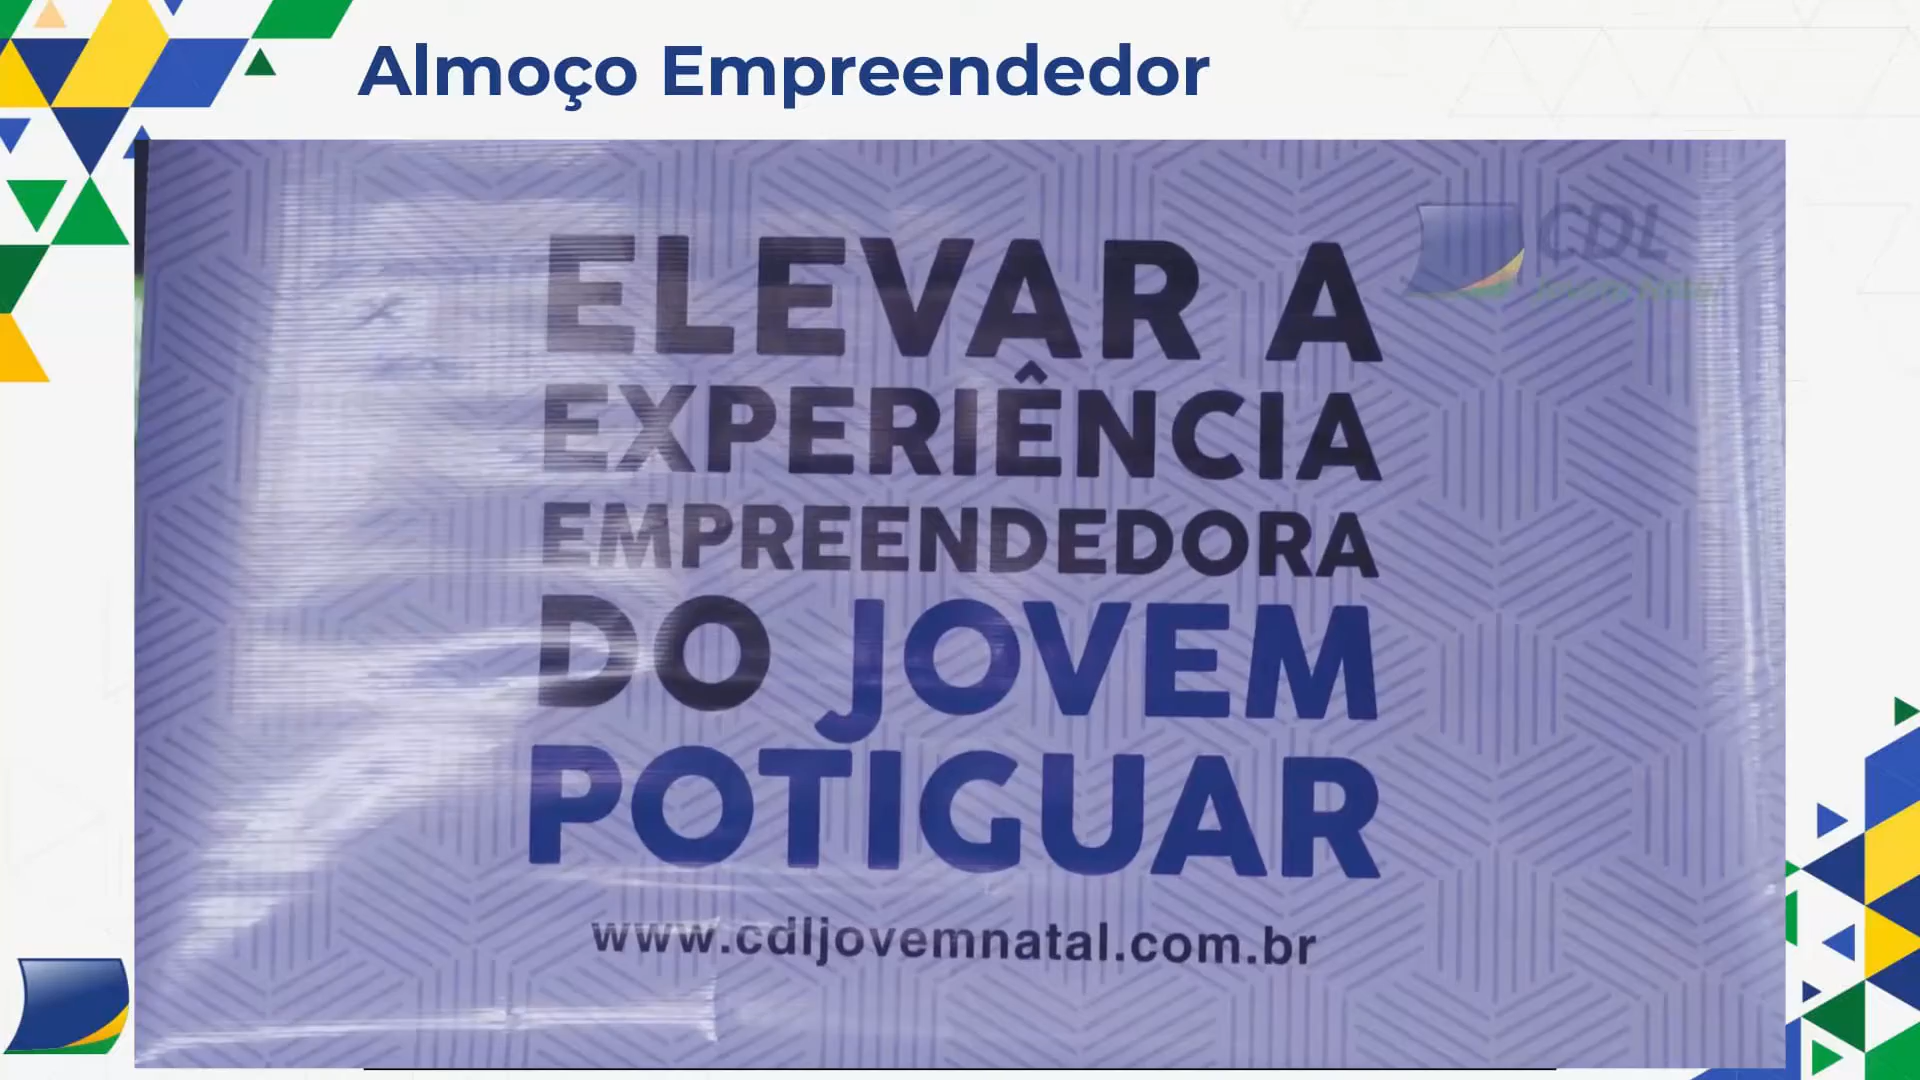 Almoço Empreendedor
CDL
ELEVAR A
EXPERIÊNCIA
EMPREENDEDORA
DO JOVEM
POTIGUAR
www.cdljovemnatal.com.br